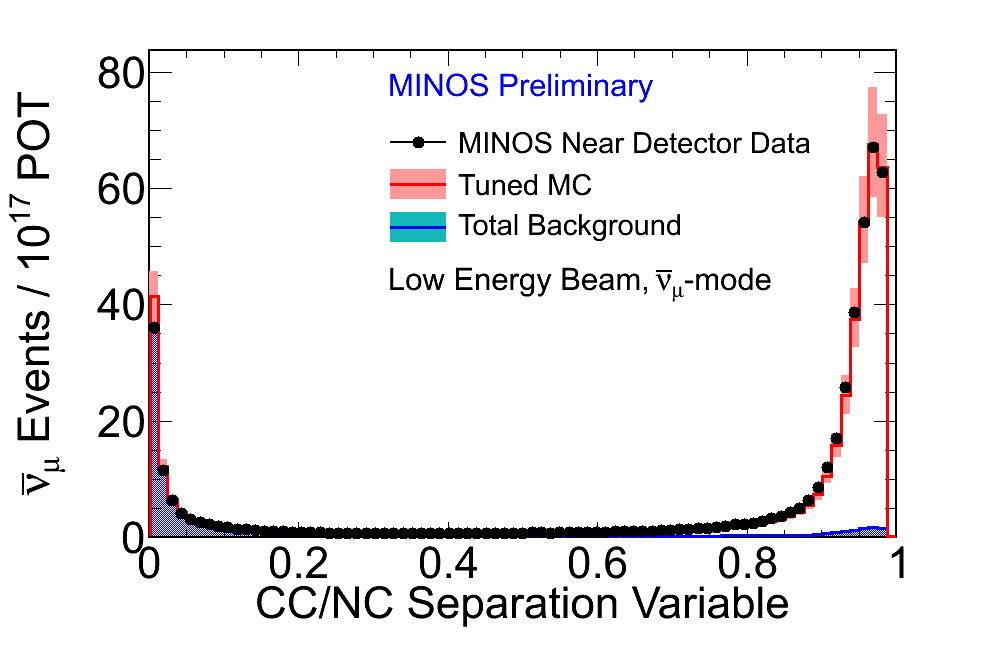 MINOS Preliminary
MINOS Near Detector Data
Tuned MC
Total Background
Low Energy Beam, ν̅μ-mode
ν̅μ Events / 10¹⁷ POT
80
60
40
20
0
0 0.2 0.4 0.6 0.8 1
CC/NC Separation Variable